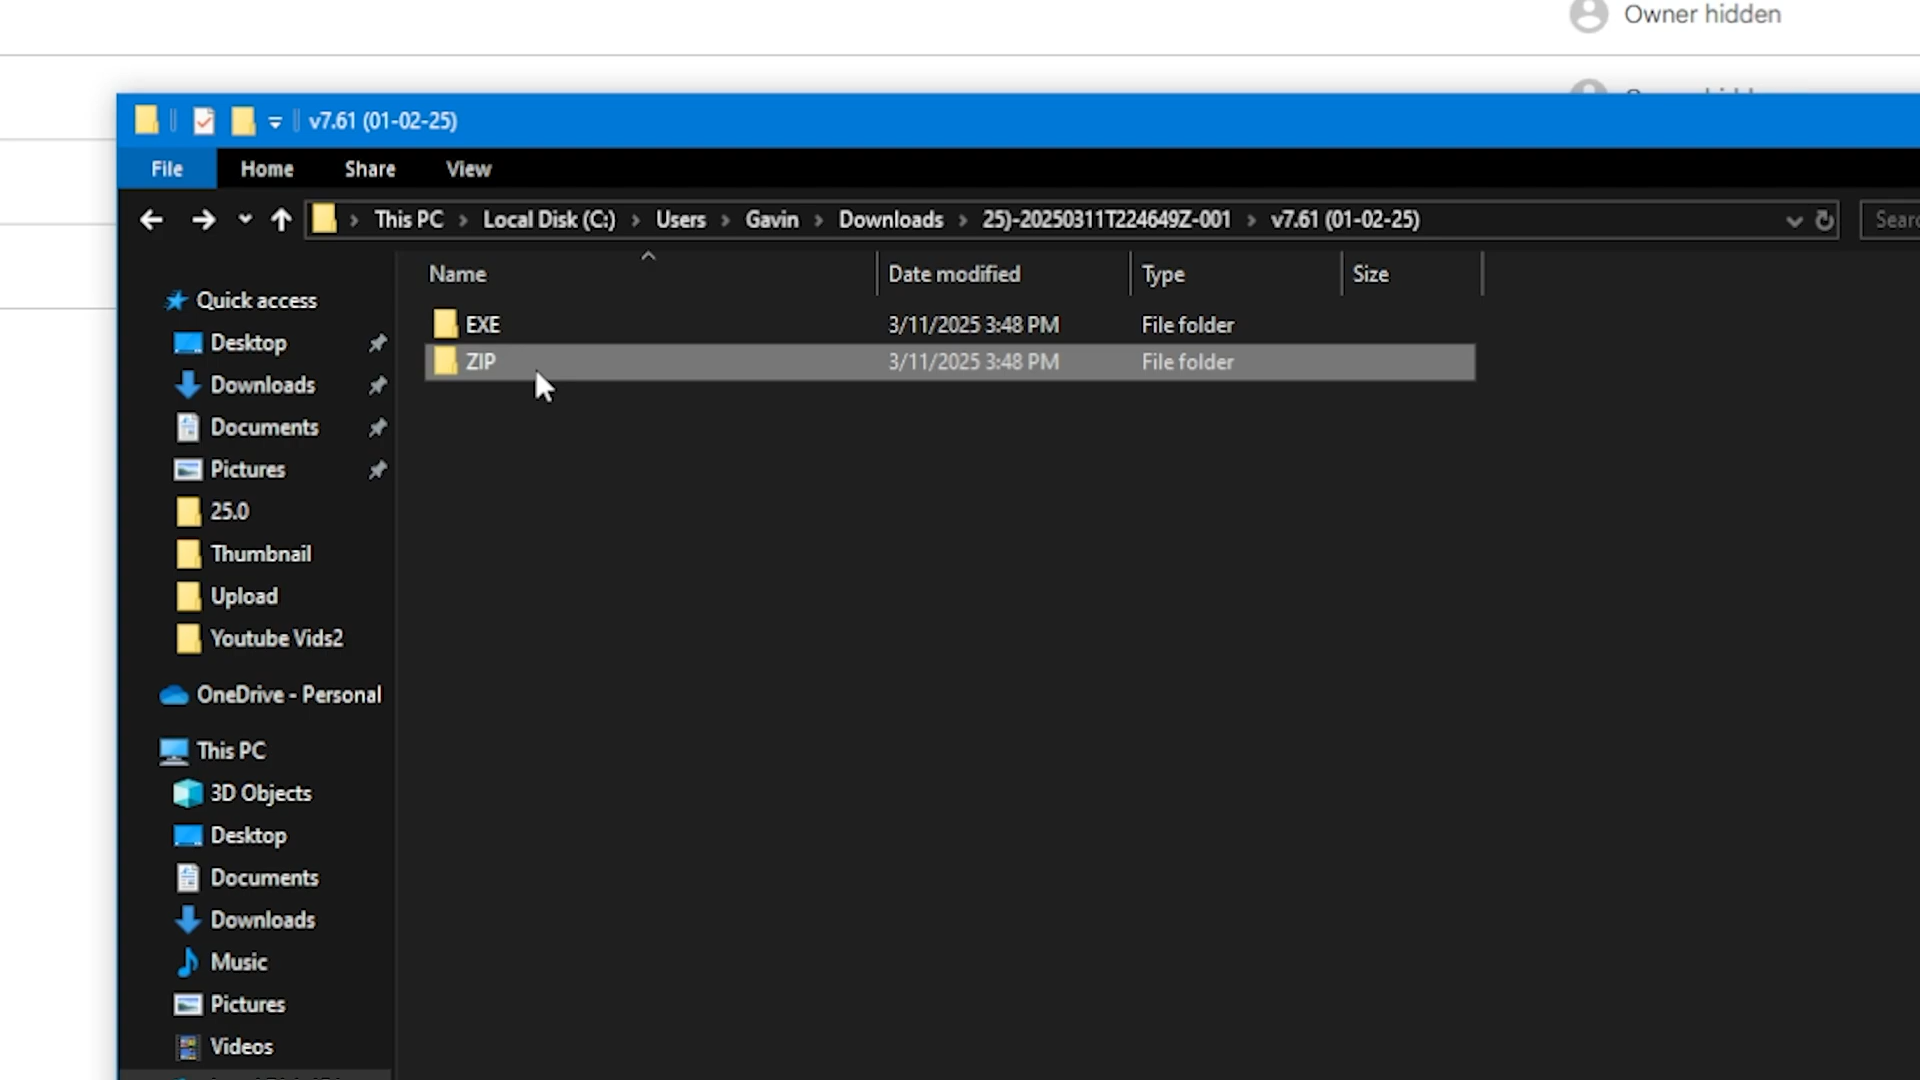 Owner hidden
v7.61 (01-02-25)
File Home Share View
This PC Local Disk (C:) Users Gavin Downloads 25)-20250311T224649Z-001 v7.61 (01-02-25)
Name Date modified Type Size
Quick access
EXE 3/11/2025 3:48 PM File folder
Desktop
ZIP 3/11/2025 3:48 PM File folder
Downloads
Documents
Pictures
25.0
Thumbnail
Upload
Youtube Vids2
OneDrive - Personal
This PC
3D Objects
Desktop
Documents
Downloads
Music
Pictures
Videos